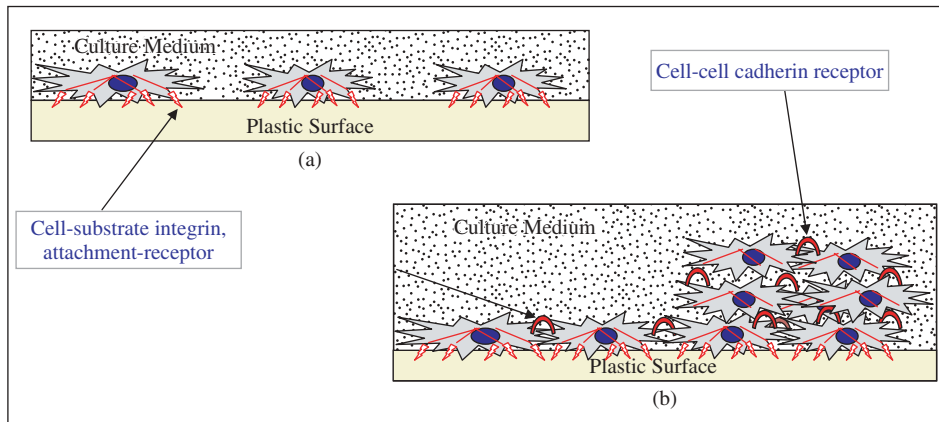 Culture Medium
Cell-cell cadherin receptor
Plastic Surface
(a)
Cell-substrate integrin,
attachment-receptor
Culture Medium
Plastic Surface
(b)